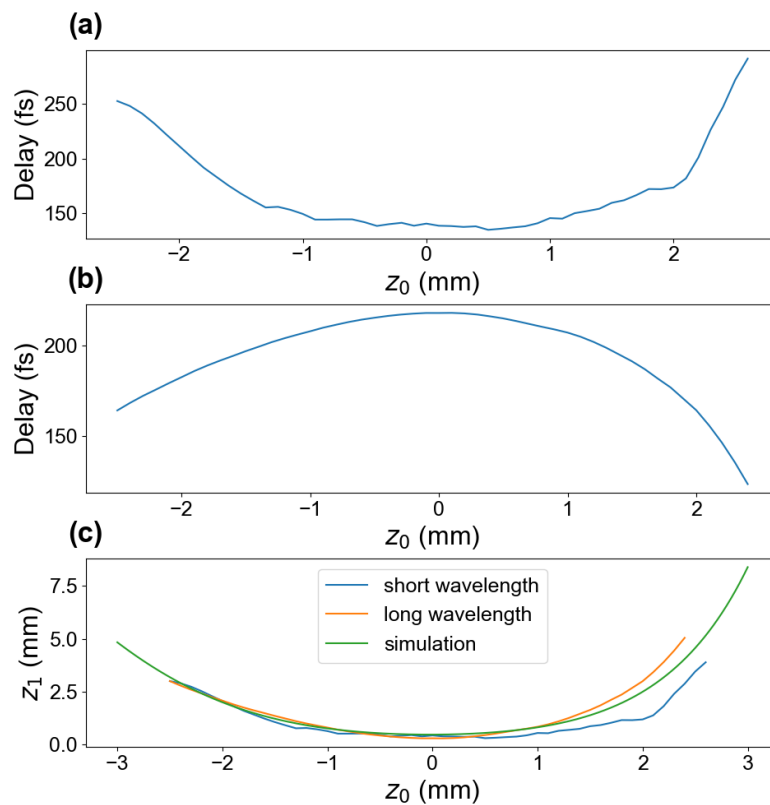 (a)
Delay (fs)
250
200
150
−2
−1
0
1
2
z₀ (mm)
(b)
Delay (fs)
200
150
−2
−1
0
1
2
z₀ (mm)
(c)
z₁ (mm)
7.5
5.0
2.5
0.0
short wavelength
long wavelength
simulation
−3
−2
−1
0
1
2
3
z₀ (mm)